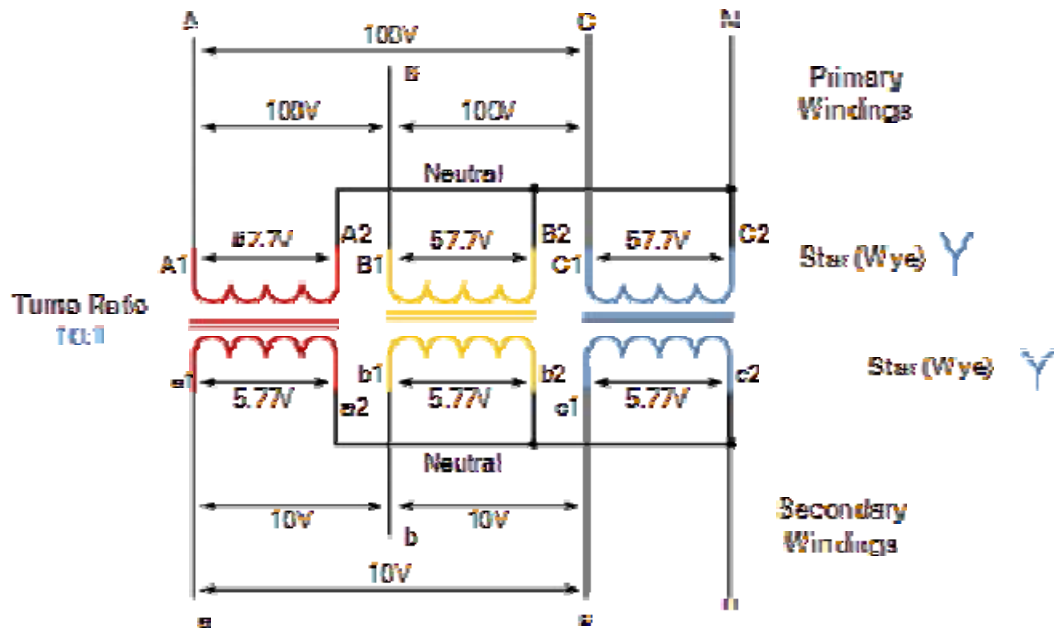 A
C
N
100V
B
Primary
Windings
100V
100V
Neutral
57.7V
A2
57.7V
B2
57.7V
C2
A1
B1
C1
Star (Wye)
Turns Ratio
10:1
a1
b1
b2
c2
Star (Wye)
5.77V
a2
5.77V
c1
5.77V
Neutral
10V
10V
Secondary
Windings
b
10V
a
n